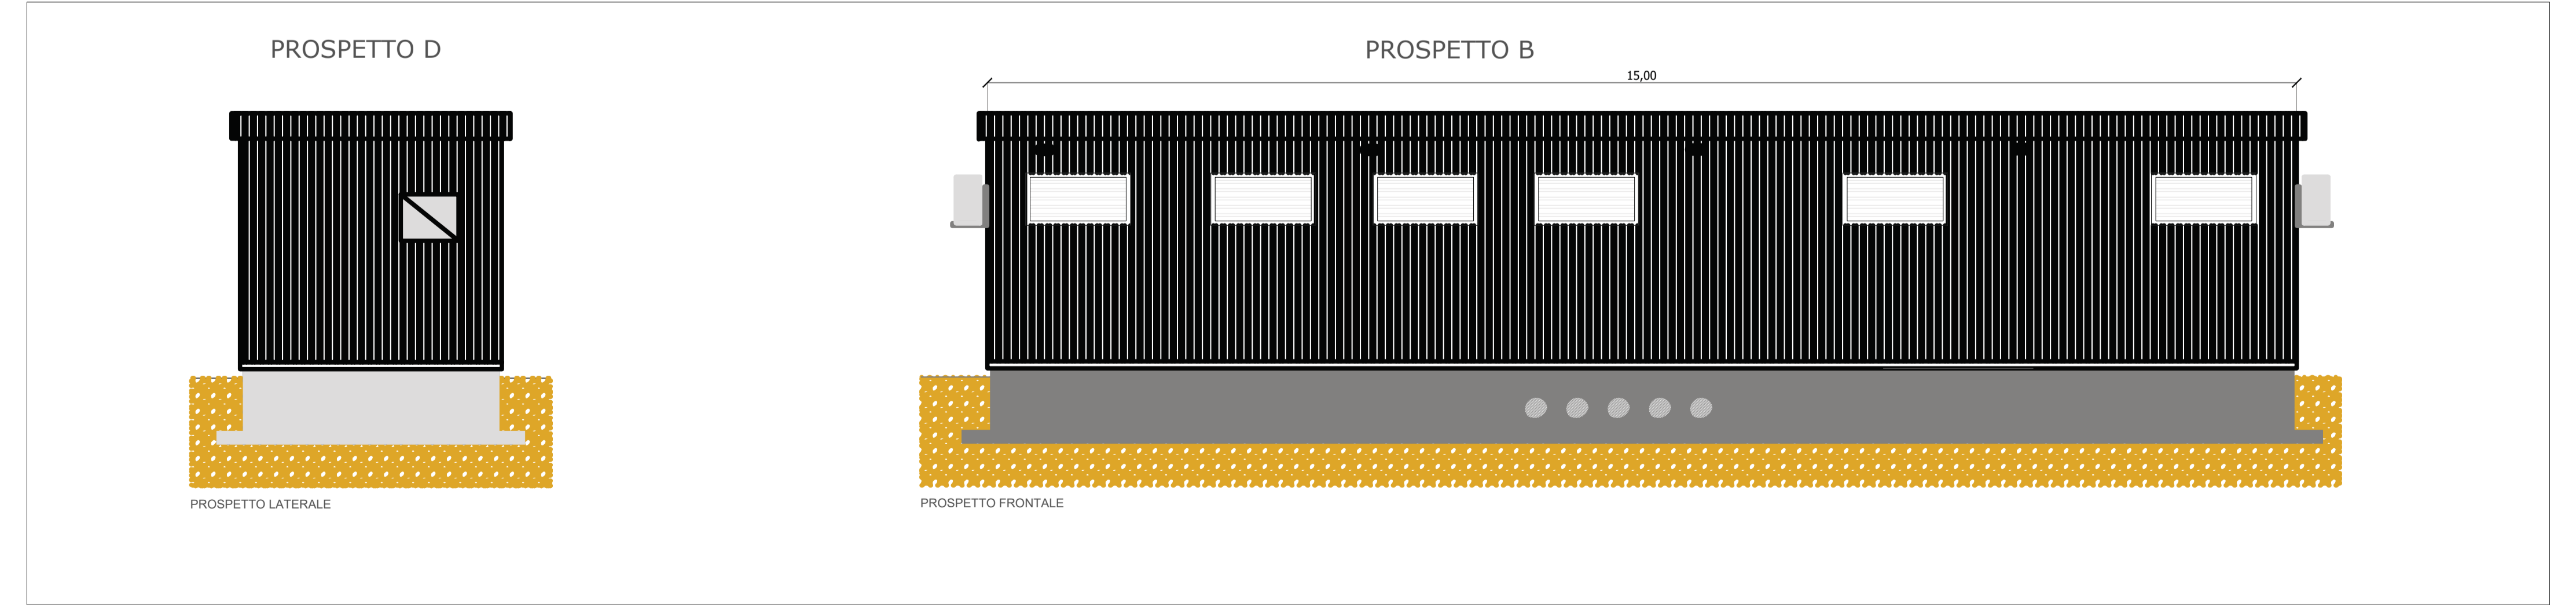 PROSPETTO D
PROSPETTO B
15,00
PROSPETTO LATERALE
PROSPETTO FRONTALE